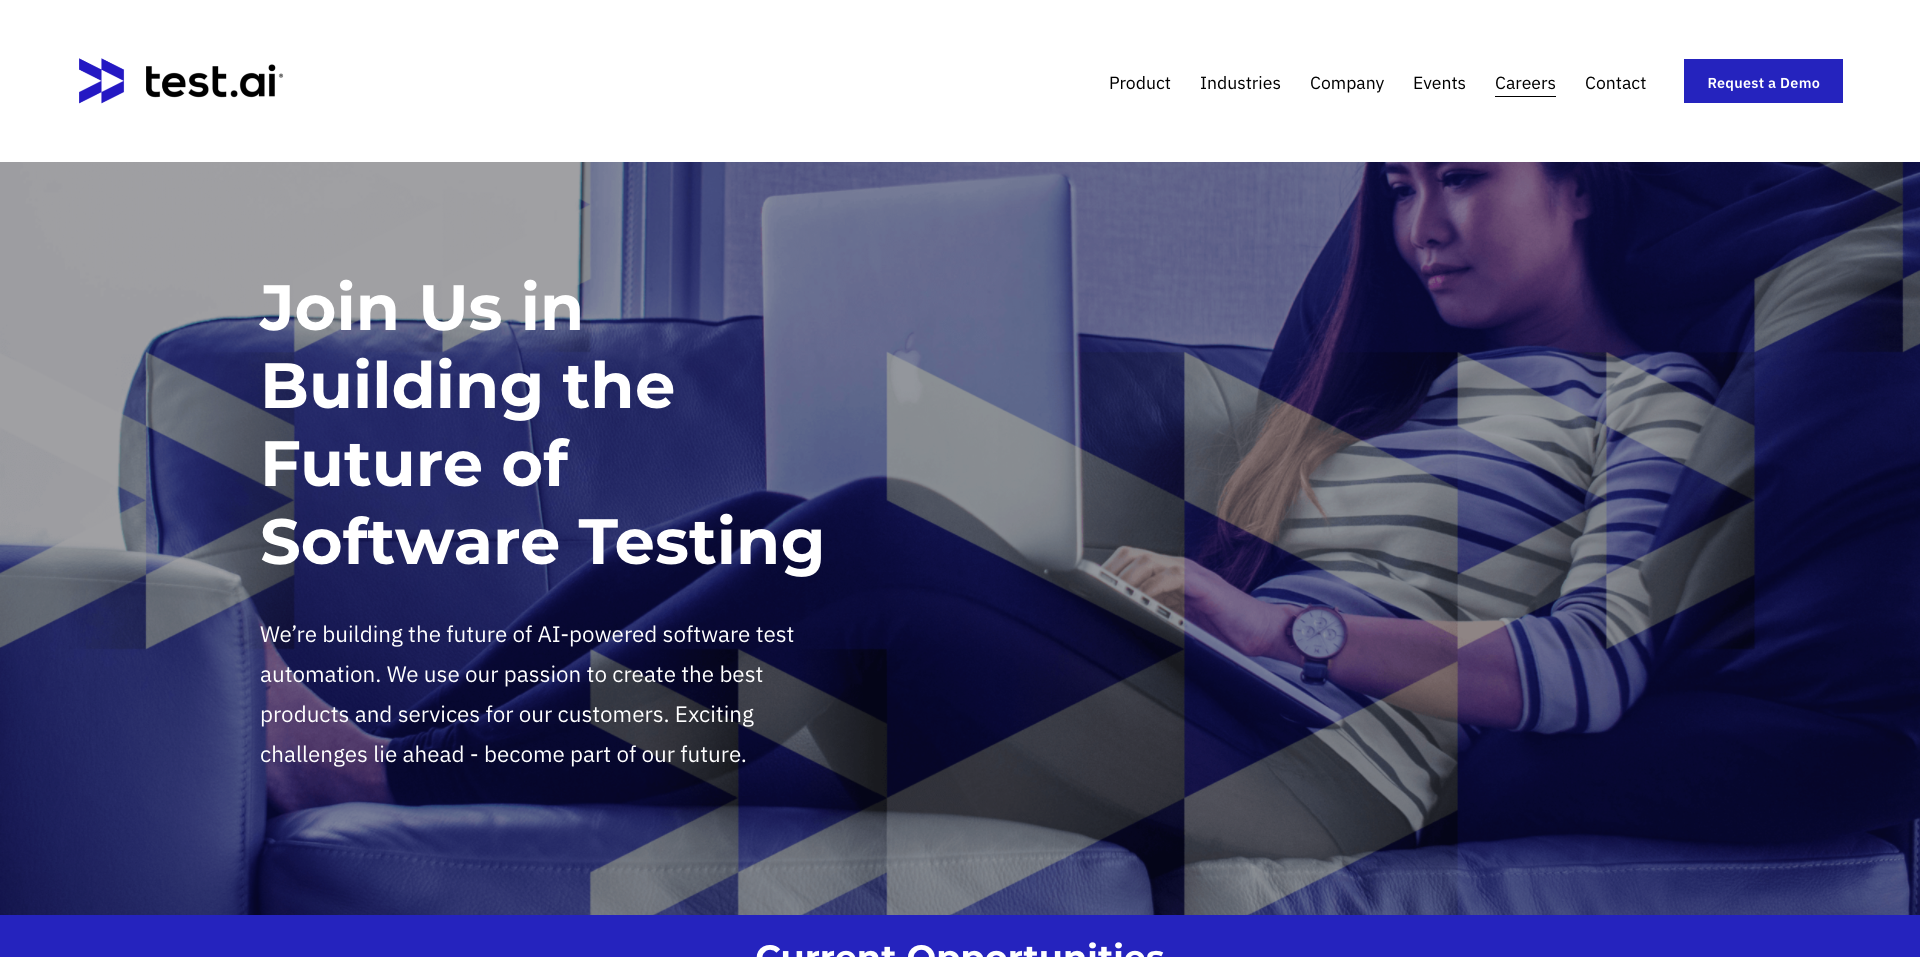 test.ai
Product Industries Company Events Careers Contact Request a Demo
Join Us in
Building the
Future of
Software Testing
We’re building the future of AI-powered software test
automation. We use our passion to create the best
products and services for our customers. Exciting
challenges lie ahead - become part of our future.
Current Opportunities